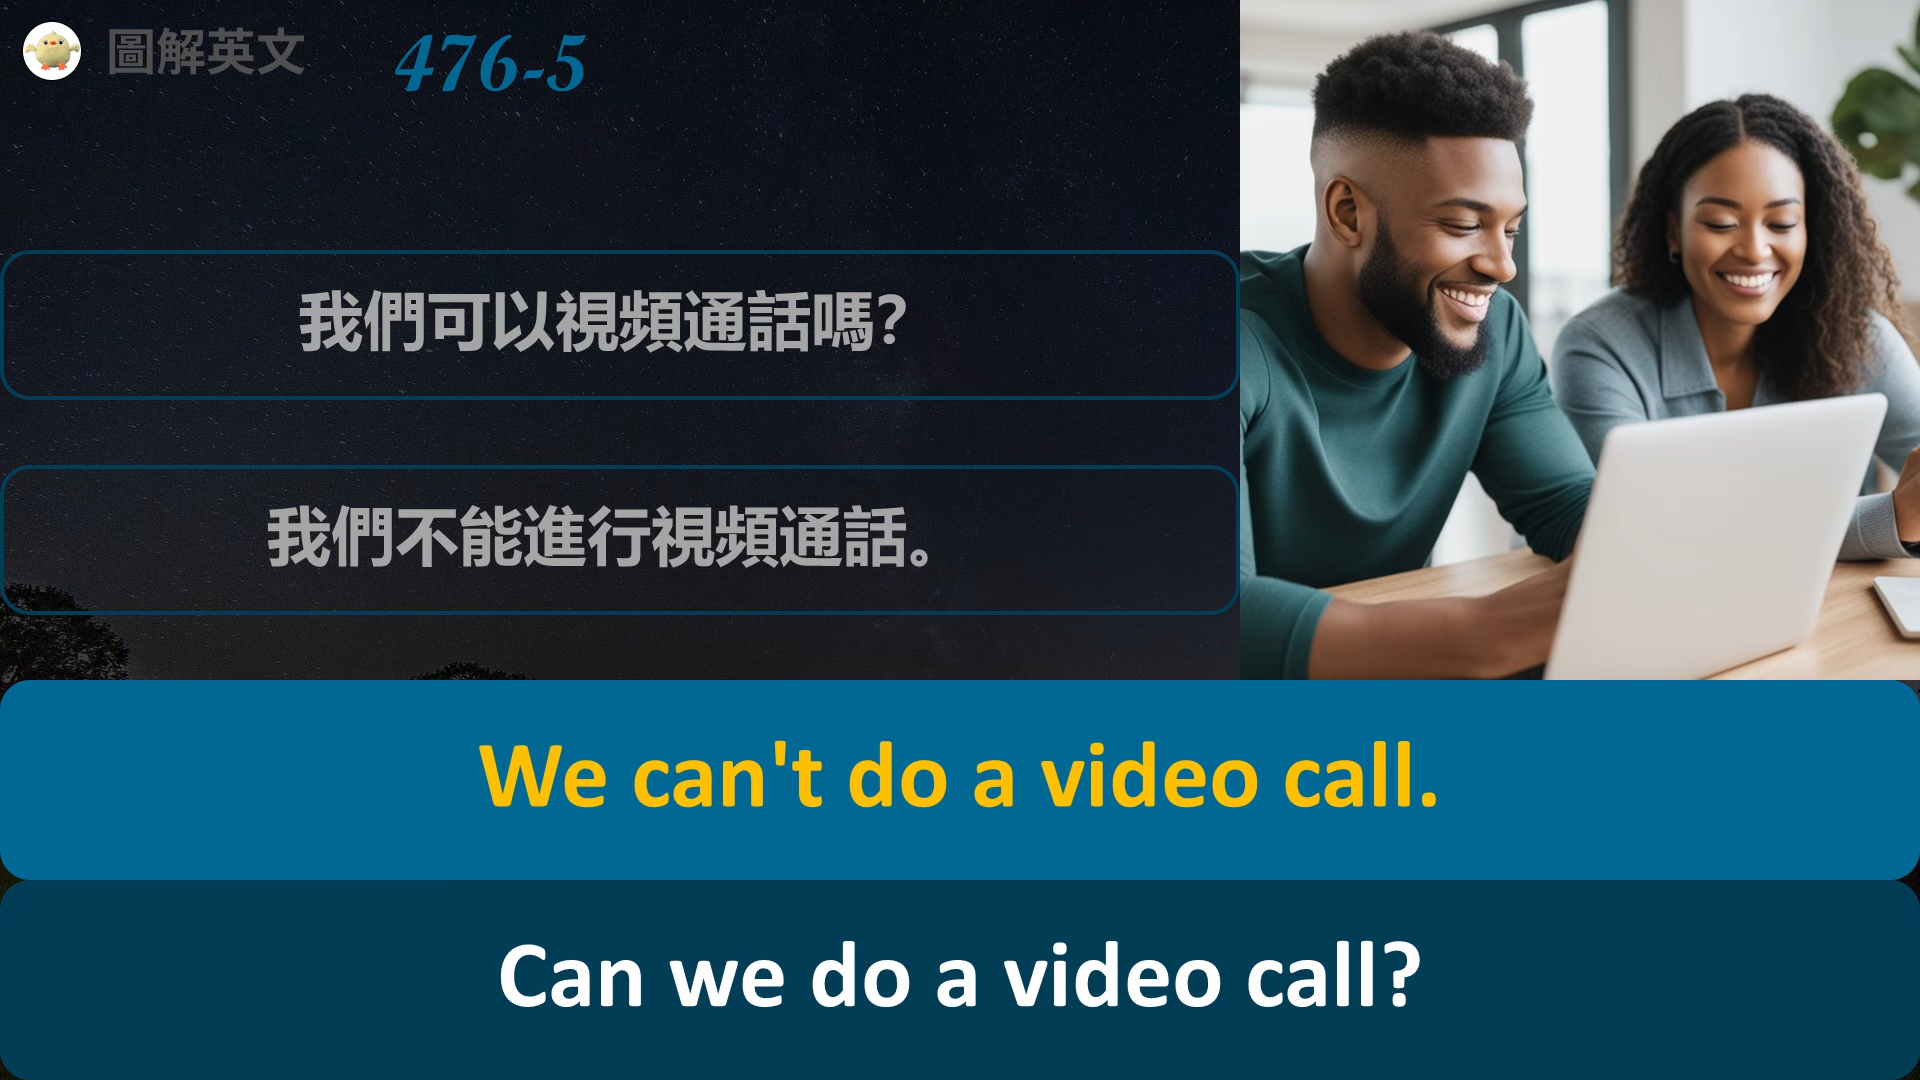 圖解英文
476-5
我們可以視頻通話嗎?
我們不能進行視頻通話。
We can't do a video call.
Can we do a video call?